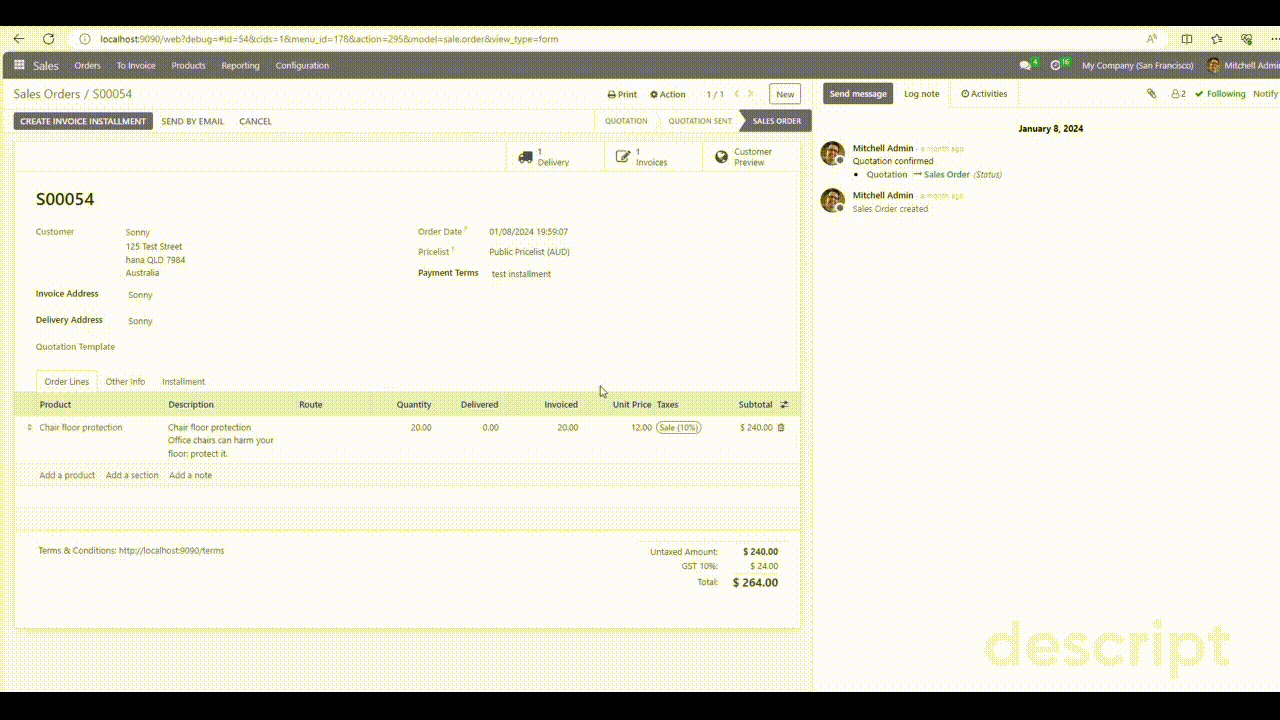 localhost:9090/web?debug=#id=54&cids=1&menu_id=178&action=295&model=sale.order&view_type=form
Sales Orders To Invoice Products Reporting Configuration
4 16 My Company (San Francisco) Mitchell Admin
Sales Orders / S00054
Print Action 1 / 1 New
CREATE INVOICE INSTALLMENT SEND BY EMAIL CANCEL
QUOTATION QUOTATION SENT SALES ORDER
1 Delivery
1 Invoices
Customer Preview
S00054
Customer Sonny
125 Test Street
hana QLD 7984
Australia
Invoice Address Sonny
Delivery Address Sonny
Quotation Template
Order Date ? 01/08/2024 19:59:07
Pricelist ? Public Pricelist (AUD)
Payment Terms test installment
Order Lines Other Info Installment
Product Description Route Quantity Delivered Invoiced Unit Price Taxes Subtotal
Chair floor protection Chair floor protection 20.00 0.00 20.00 12.00 Sale (10%) $ 240.00
Office chairs can harm your
floor: protect it.
Add a product Add a section Add a note
Terms & Conditions: http://localhost:9090/terms
Untaxed Amount: $ 240.00
GST 10%: $ 24.00
Total: $ 264.00
Send message Log note Activities 2 Following Notify
January 8, 2024
Mitchell Admin - a month ago
Quotation confirmed
Quotation → Sales Order (Status)
Mitchell Admin - a month ago
Sales Order created
descript